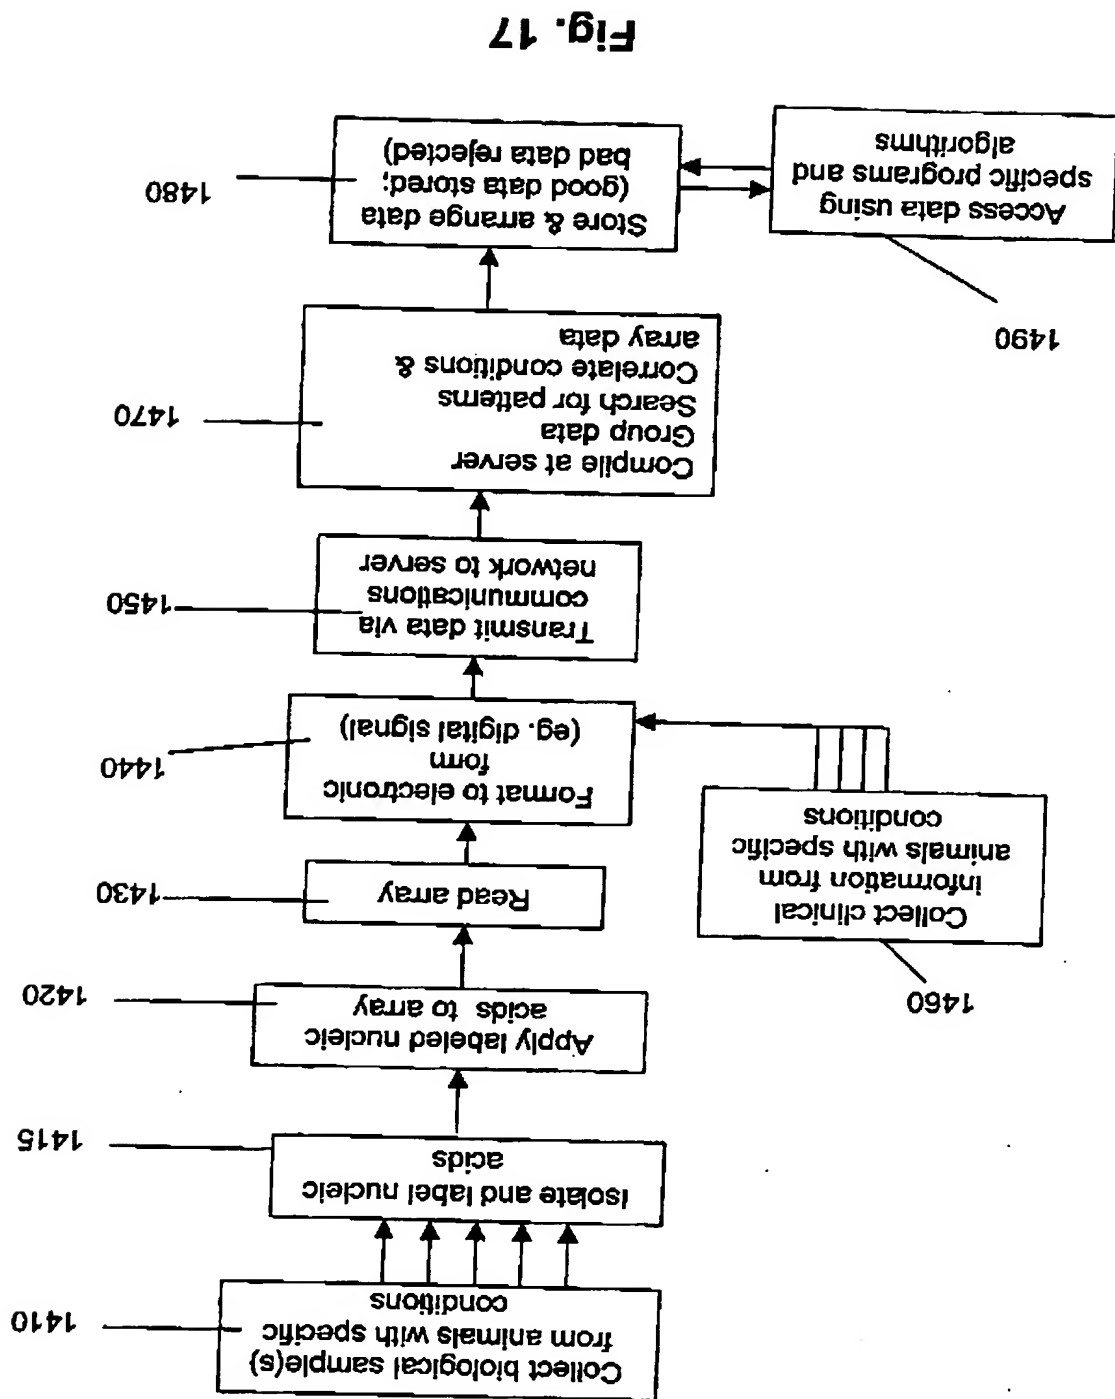 Collect biological sample(s)
from animals with specific
conditions
1410
Isolate and label nucleic
acids
1415
Apply labeled nucleic
acids to array
1420
Collect clinical
information from
animals with specific
conditions
1460
Read array
1430
Format to electronic
form
(eg. digital signal)
1440
Transmit data via
communications
network to server
1450
Compile at server
Group data
Search for patterns
Correlate conditions &
array data
1470
Access data using
specific programs and
algorithms
1490
Store & arrange data
(good data stored;
bad data rejected)
1480
Fig. 17